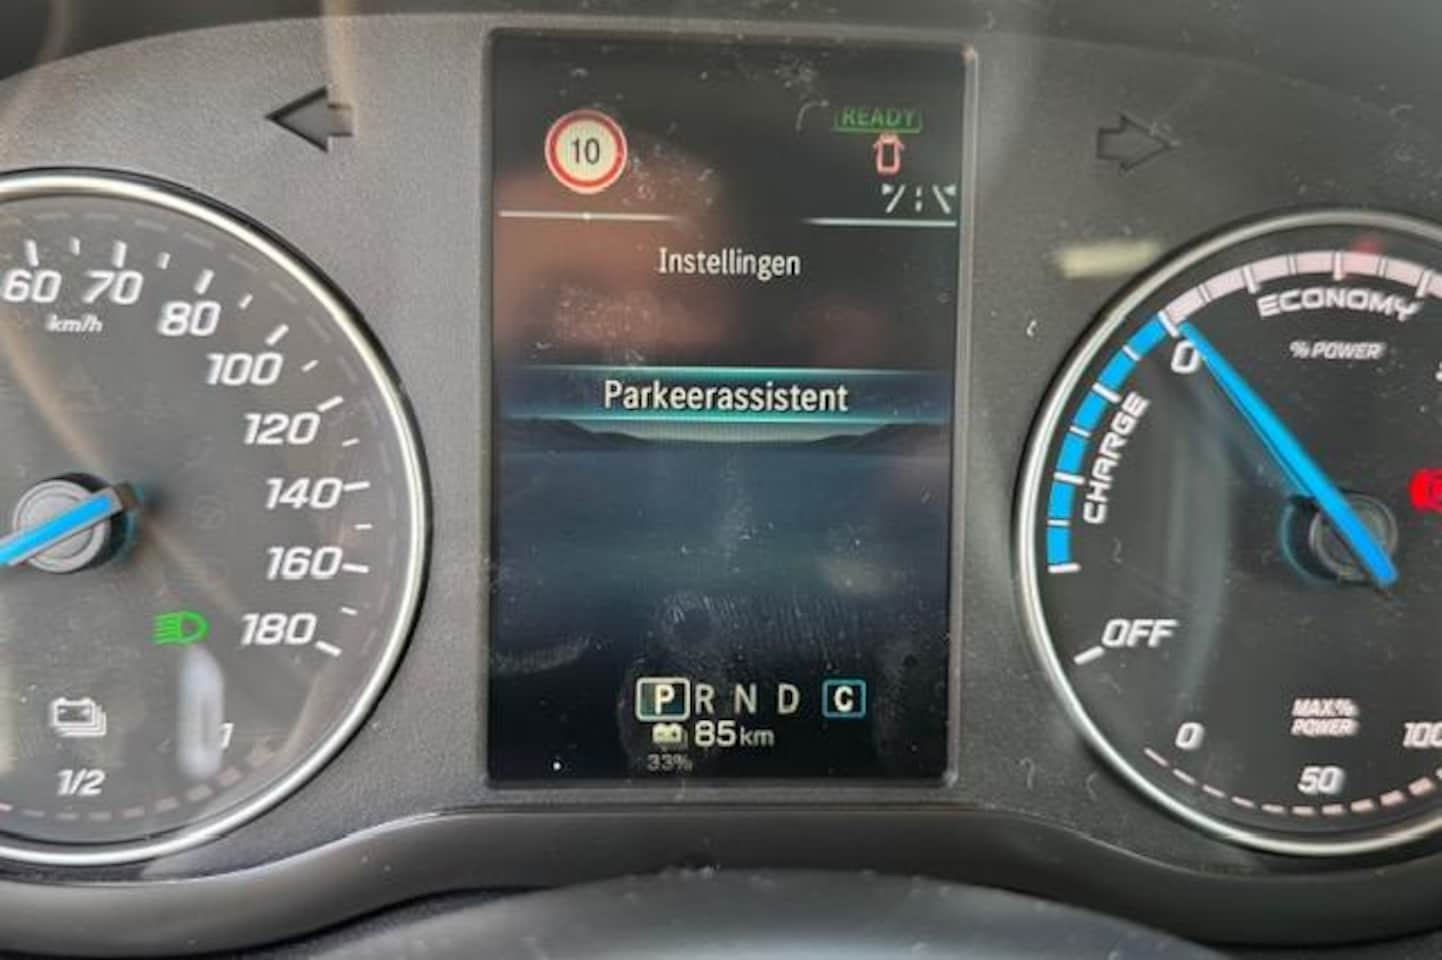 10
READY
Instellingen
Parkeerassistent
P R N D C
85 km
33%
60
70
80
km/h
100
120
140
160
180
1/2
1
ECONOMY
% POWER
0
CHARGE
OFF
MAX.%
POWER
0
50
100